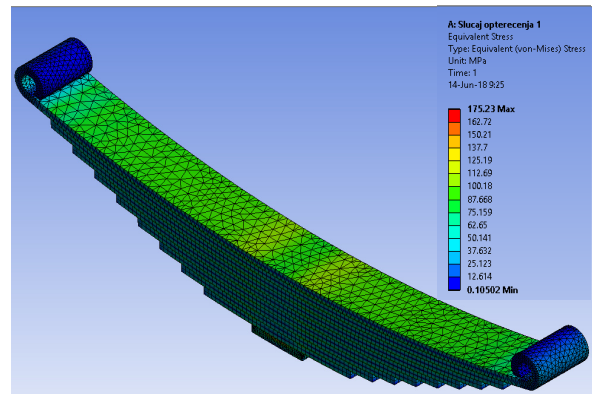 A: Slucaj opterecenja 1
Equivalent Stress
Type: Equivalent (von-Mises) Stress
Unit: MPa
Time: 1
14-Jun-18 9:25
175.23 Max
162.72
150.21
137.7
125.19
112.69
100.18
87.668
75.159
62.65
50.141
37.632
25.123
12.614
0.10502 Min